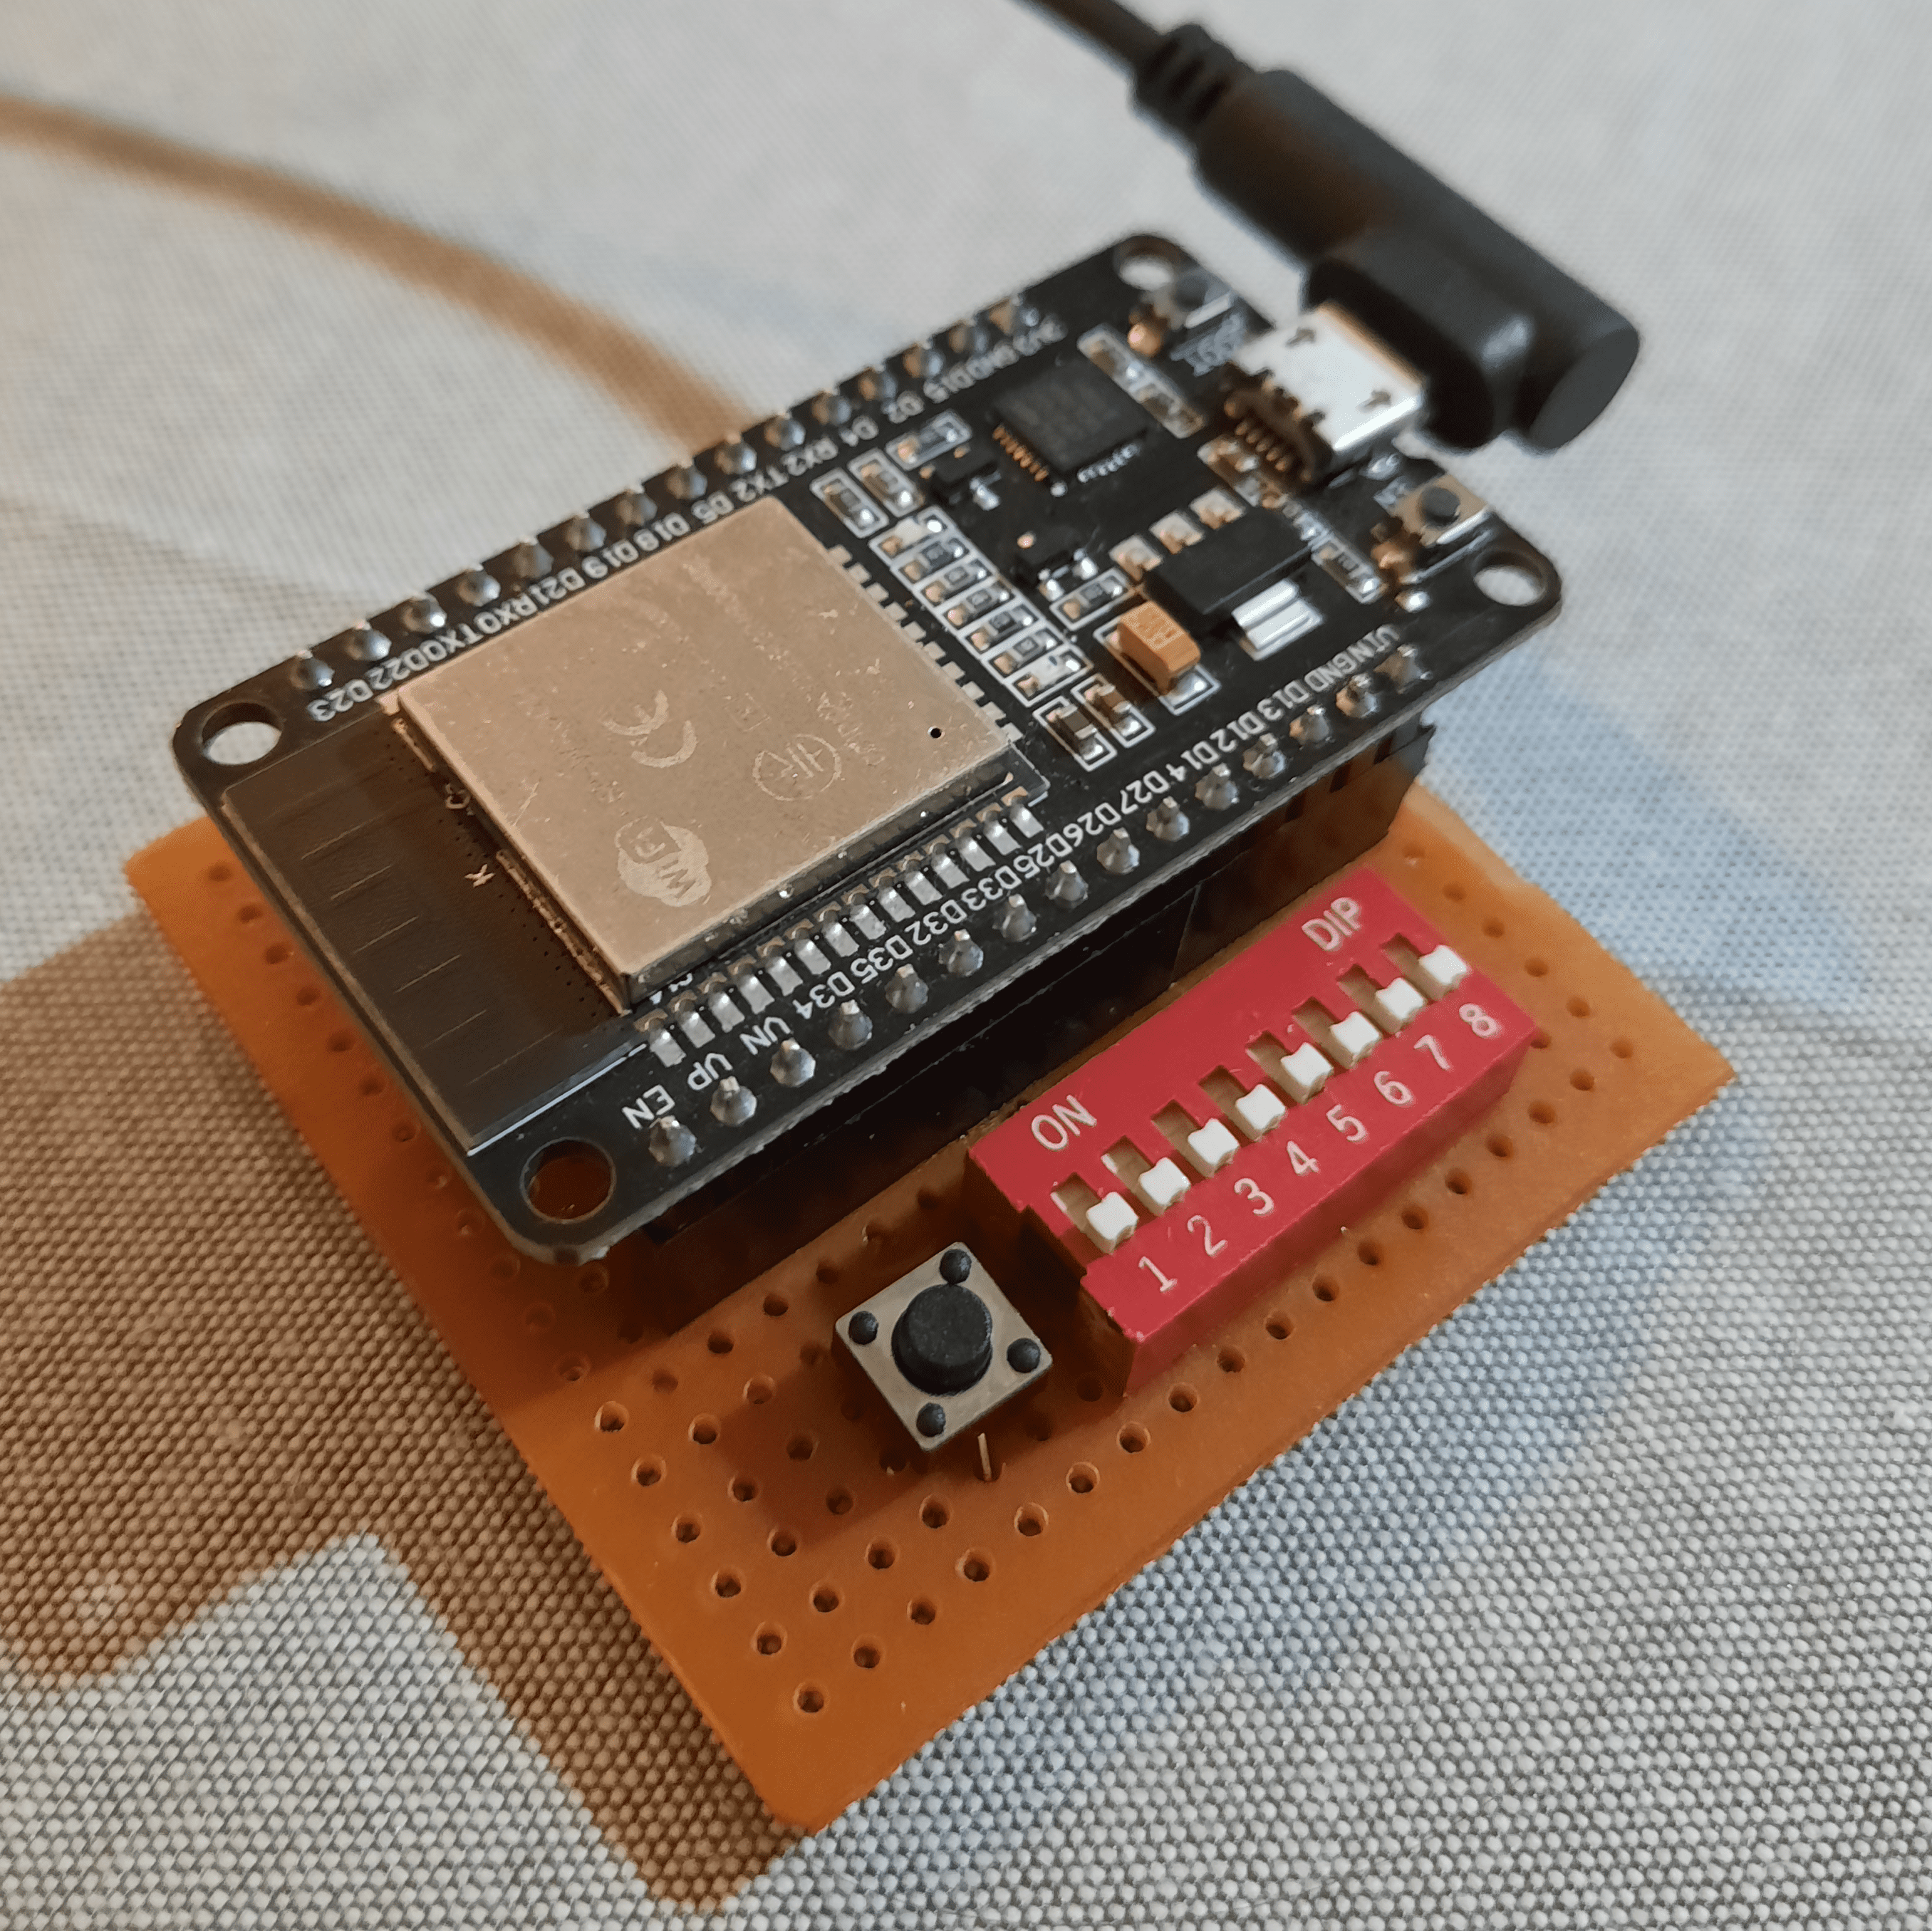 3V3 GND D15 D2 D4 RX2 TX2 D5 D18 D19 D21 RX0 TX0 D22 D23
VIN GND D13 D12 D14 D27 D26 D25 D33 D32 D35 D34 VN VP EN
CE
WiFi
ON DIP
1 2 3 4 5 6 7 8